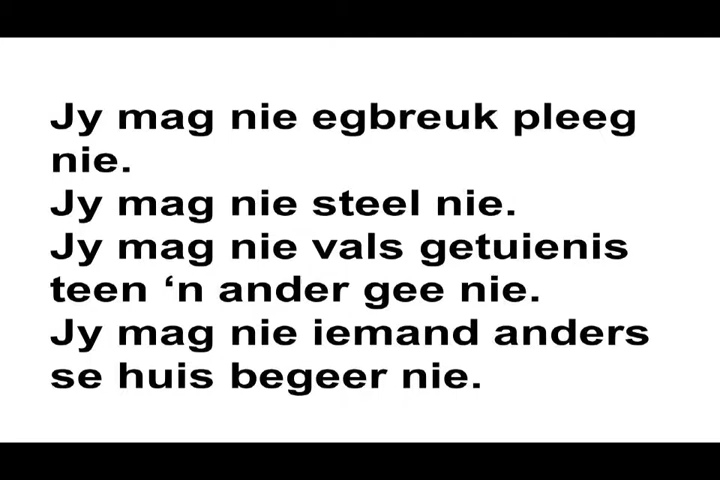 Jy mag nie egbreuk pleeg
nie.
Jy mag nie steel nie.
Jy mag nie vals getuienis
teen ‘n ander gee nie.
Jy mag nie iemand anders
se huis begeer nie.